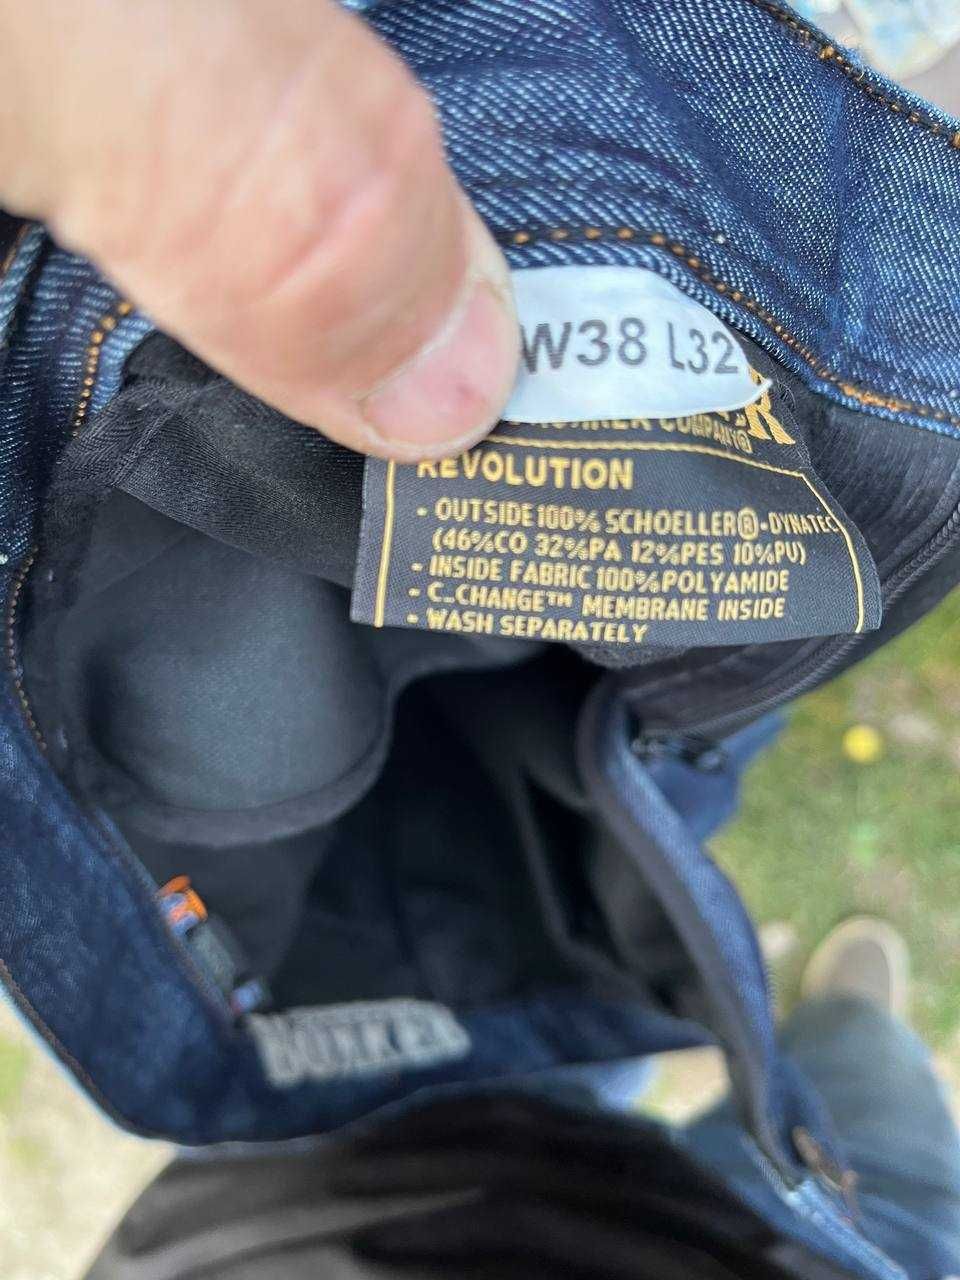 W38 L32
COMPANY®
REVOLUTION
- OUTSIDE 100% SCHOELLER®-DYNATEC
(46%CO 32%PA 12%PES 10%PU)
- INSIDE FABRIC 100% POLYAMIDE
- C_CHANGE™ MEMBRANE INSIDE
- WASH SEPARATELY